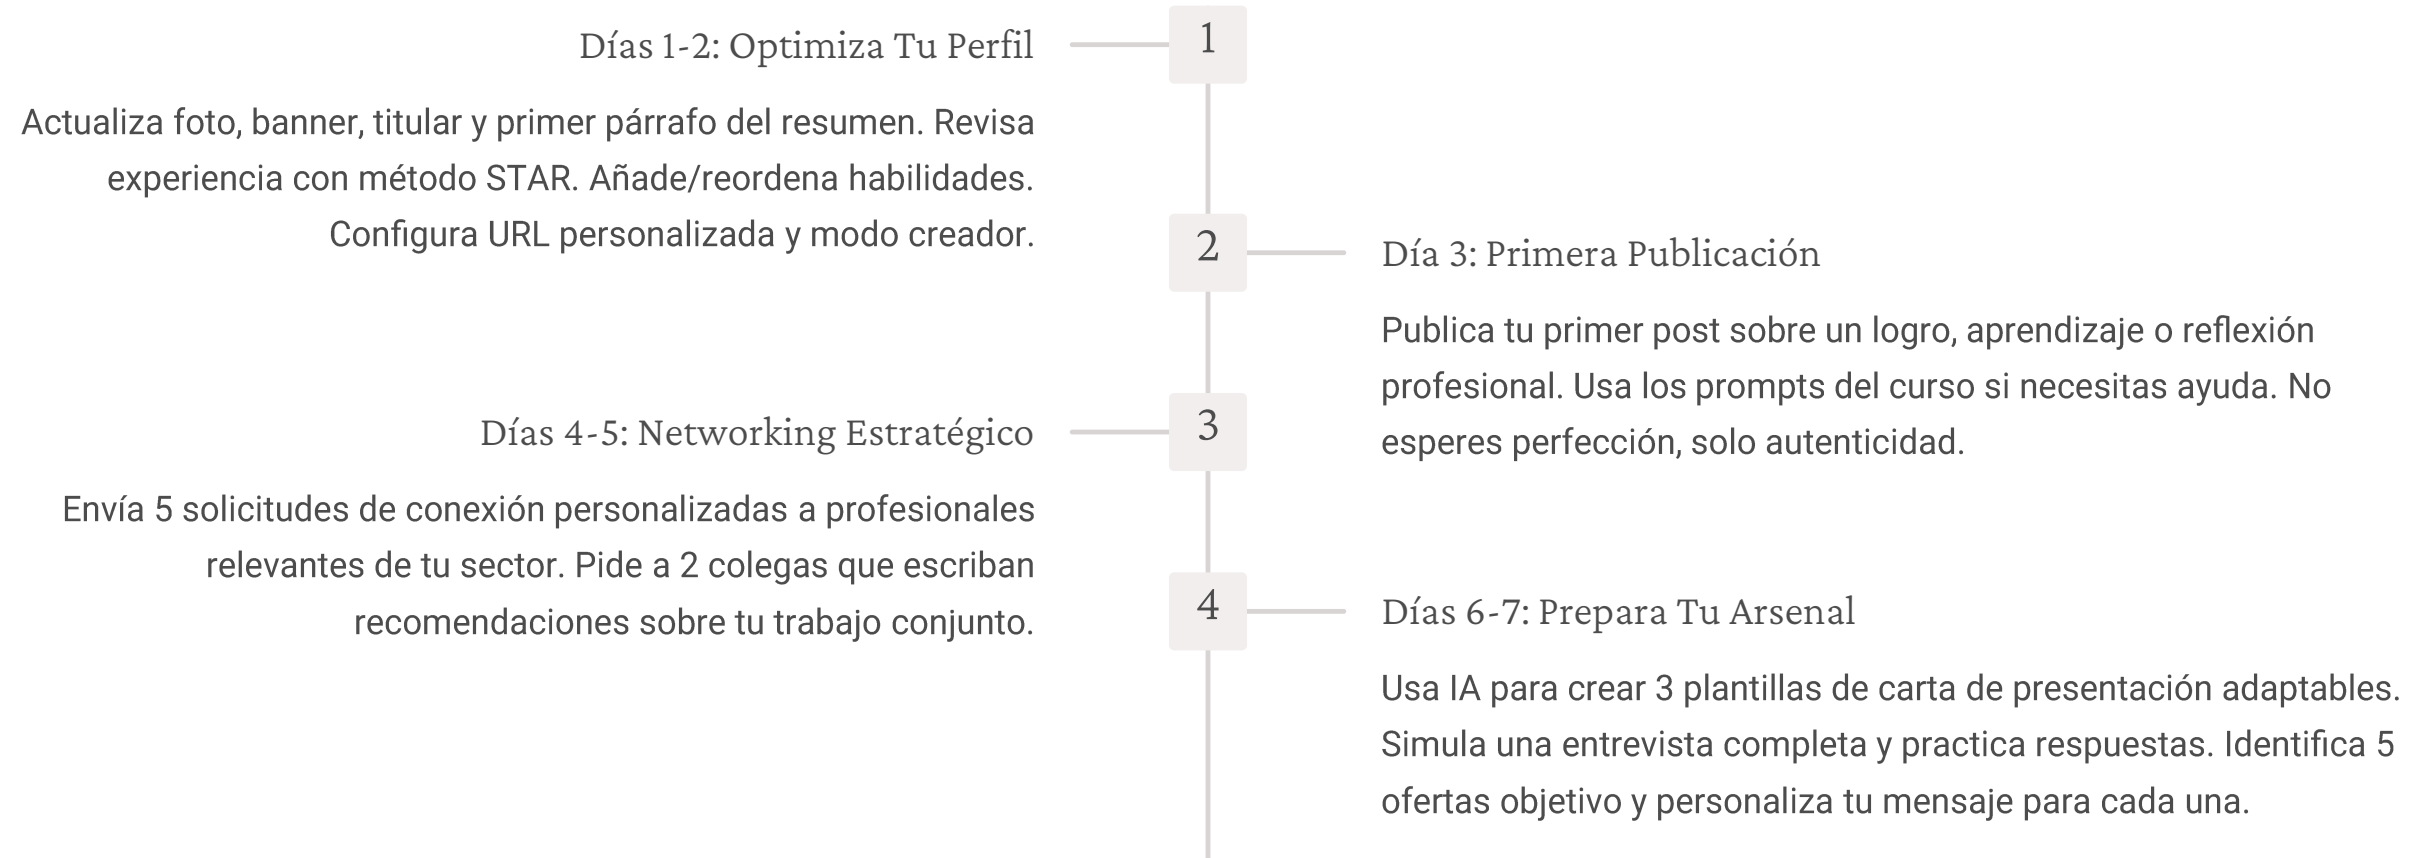 1
Días 1-2: Optimiza Tu Perfil
Actualiza foto, banner, titular y primer párrafo del resumen. Revisa
experiencia con método STAR. Añade/reordena habilidades.
Configura URL personalizada y modo creador.
2
Día 3: Primera Publicación
Publica tu primer post sobre un logro, aprendizaje o reflexión
profesional. Usa los prompts del curso si necesitas ayuda. No
esperes perfección, solo autenticidad.
3
Días 4-5: Networking Estratégico
Envía 5 solicitudes de conexión personalizadas a profesionales
relevantes de tu sector. Pide a 2 colegas que escriban
recomendaciones sobre tu trabajo conjunto.
4
Días 6-7: Prepara Tu Arsenal
Usa IA para crear 3 plantillas de carta de presentación adaptables.
Simula una entrevista completa y practica respuestas. Identifica 5
ofertas objetivo y personaliza tu mensaje para cada una.